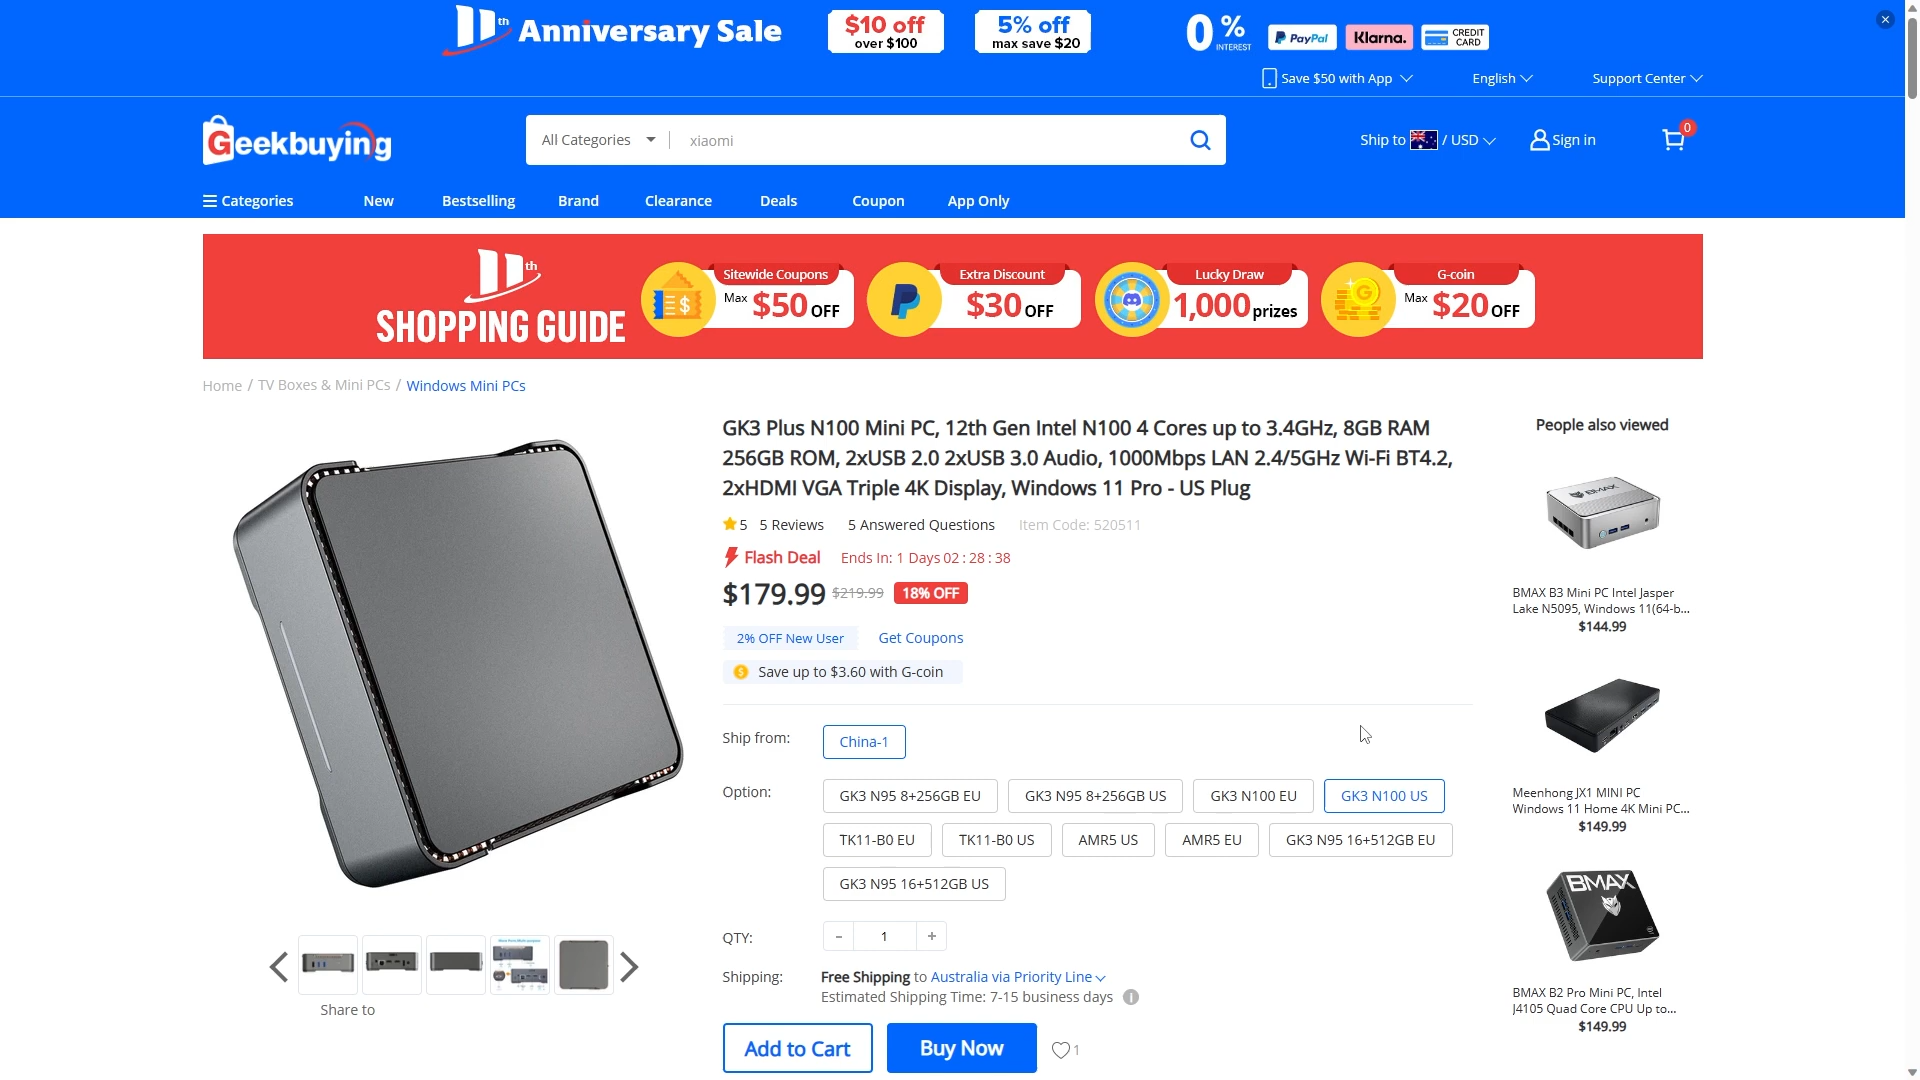 11th Anniversary Sale
$10 off
over $100
5% off
max save $20
0% INTEREST
PayPal
Klarna.
CREDIT CARD
Save $50 with App
English
Support Center
Geekbuying
All Categories
xiaomi
Ship to / USD
Sign in
0
Categories
New
Bestselling
Brand
Clearance
Deals
Coupon
App Only
11th
SHOPPING GUIDE
Sitewide Coupons
Max $50 OFF
Extra Discount
$30 OFF
Lucky Draw
1,000 prizes
G-coin
Max $20 OFF
Home / TV Boxes & Mini PCs / Windows Mini PCs
GK3 Plus N100 Mini PC, 12th Gen Intel N100 4 Cores up to 3.4GHz, 8GB RAM
256GB ROM, 2xUSB 2.0 2xUSB 3.0 Audio, 1000Mbps LAN 2.4/5GHz Wi-Fi BT4.2,
2xHDMI VGA Triple 4K Display, Windows 11 Pro - US Plug
5 5 Reviews 5 Answered Questions Item Code: 520511
Flash Deal Ends In: 1 Days 02 : 28 : 38
$179.99 $219.99 18% OFF
2% OFF New User Get Coupons
Save up to $3.60 with G-coin
Ship from: China-1
Option: GK3 N95 8+256GB EU GK3 N95 8+256GB US GK3 N100 EU GK3 N100 US
TK11-B0 EU TK11-B0 US AMR5 US AMR5 EU GK3 N95 16+512GB EU
GK3 N95 16+512GB US
QTY: - 1 +
Shipping: Free Shipping to Australia via Priority Line
Estimated Shipping Time: 7-15 business days
Add to Cart
Buy Now
1
Share to
People also viewed
BMAX
BMAX B3 Mini PC Intel Jasper
Lake N5095, Windows 11(64-b...
$144.99
Meenhong JX1 MINI PC
Windows 11 Home 4K Mini PC...
$149.99
BMAX
BMAX B2 Pro Mini PC, Intel
J4105 Quad Core CPU Up to...
$149.99